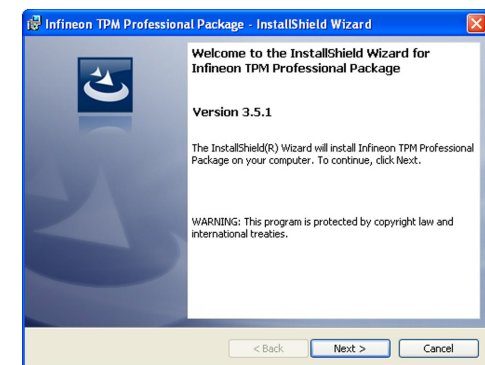 Infineon TPM Professional Package - InstallShield Wizard
Welcome to the InstallShield Wizard for
Infineon TPM Professional Package
Version 3.5.1
The InstallShield(R) Wizard will install Infineon TPM Professional
Package on your computer. To continue, click Next.
WARNING: This program is protected by copyright law and
international treaties.
< Back Next > Cancel